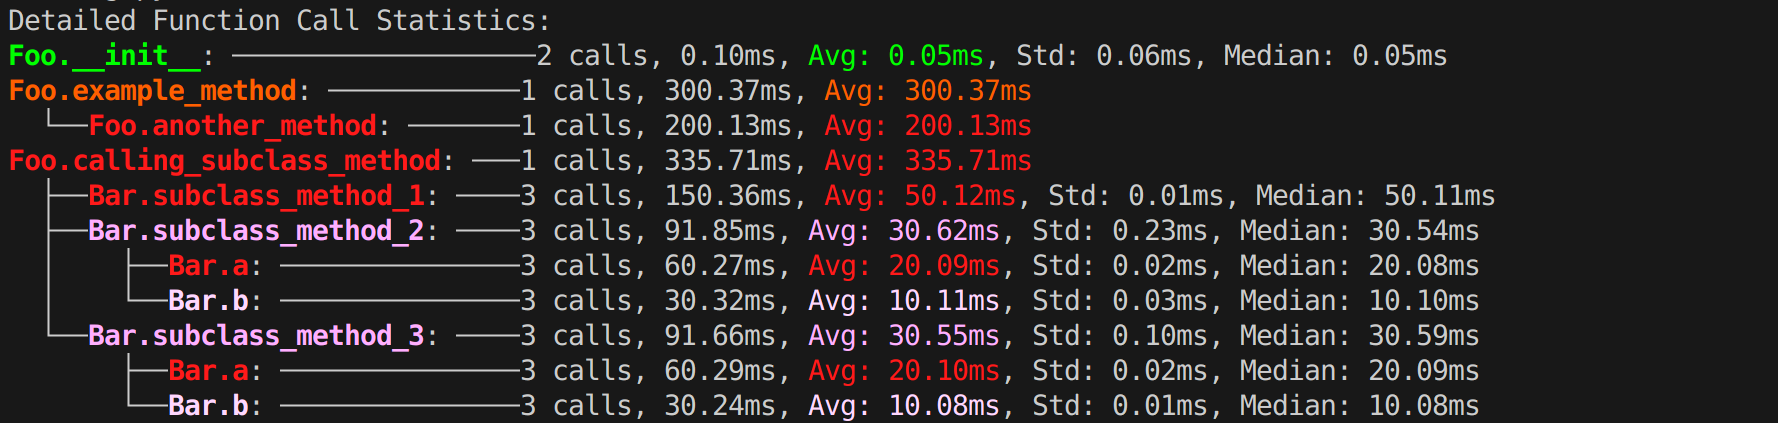 Detailed Function Call Statistics:
Foo.__init__: ───────────────────2 calls, 0.10ms, Avg: 0.05ms, Std: 0.06ms, Median: 0.05ms
Foo.example_method: ────────────1 calls, 300.37ms, Avg: 300.37ms
  └──Foo.another_method: ───────1 calls, 200.13ms, Avg: 200.13ms
Foo.calling_subclass_method: ───1 calls, 335.71ms, Avg: 335.71ms
  ├──Bar.subclass_method_1: ────3 calls, 150.36ms, Avg: 50.12ms, Std: 0.01ms, Median: 50.11ms
  ├──Bar.subclass_method_2: ────3 calls, 91.85ms, Avg: 30.62ms, Std: 0.23ms, Median: 30.54ms
  │    ├──Bar.a: ───────────────3 calls, 60.27ms, Avg: 20.09ms, Std: 0.02ms, Median: 20.08ms
  │    └──Bar.b: ───────────────3 calls, 30.32ms, Avg: 10.11ms, Std: 0.03ms, Median: 10.10ms
  └──Bar.subclass_method_3: ────3 calls, 91.66ms, Avg: 30.55ms, Std: 0.10ms, Median: 30.59ms
       ├──Bar.a: ───────────────3 calls, 60.29ms, Avg: 20.10ms, Std: 0.02ms, Median: 20.09ms
       └──Bar.b: ───────────────3 calls, 30.24ms, Avg: 10.08ms, Std: 0.01ms, Median: 10.08ms